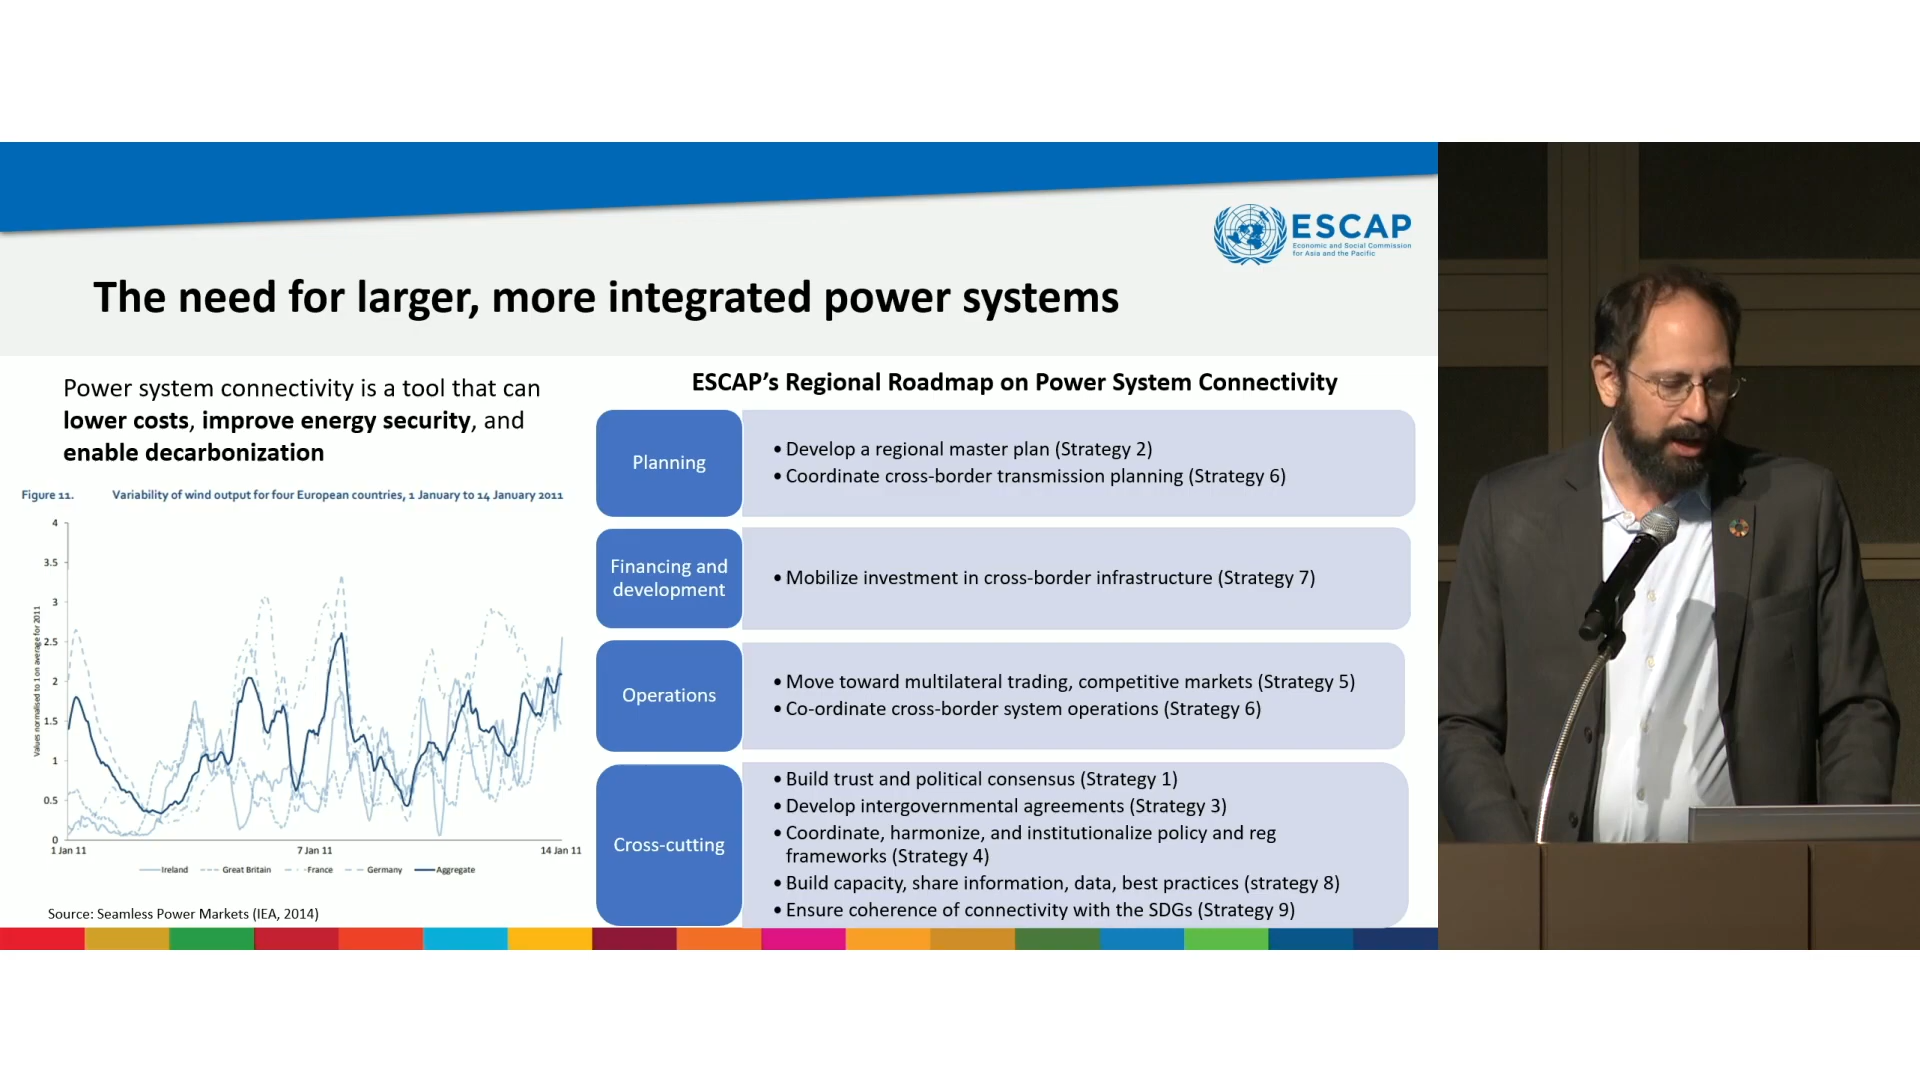 ESCAP
Economic and Social Commission
for Asia and the Pacific
The need for larger, more integrated power systems
Power system connectivity is a tool that can
lower costs, improve energy security, and
enable decarbonization
Figure 11. Variability of wind output for four European countries, 1 January to 14 January 2011
Values normalised to 1 on average for 2011
4
3.5
3
2.5
2
1.5
1
0.5
0
1 Jan 11 7 Jan 11 14 Jan 11
Ireland Great Britain France Germany Aggregate
Source: Seamless Power Markets (IEA, 2014)
ESCAP’s Regional Roadmap on Power System Connectivity
Planning
• Develop a regional master plan (Strategy 2)
• Coordinate cross-border transmission planning (Strategy 6)
Financing and
development
• Mobilize investment in cross-border infrastructure (Strategy 7)
Operations
• Move toward multilateral trading, competitive markets (Strategy 5)
• Co-ordinate cross-border system operations (Strategy 6)
Cross-cutting
• Build trust and political consensus (Strategy 1)
• Develop intergovernmental agreements (Strategy 3)
• Coordinate, harmonize, and institutionalize policy and reg
frameworks (Strategy 4)
• Build capacity, share information, data, best practices (strategy 8)
• Ensure coherence of connectivity with the SDGs (Strategy 9)